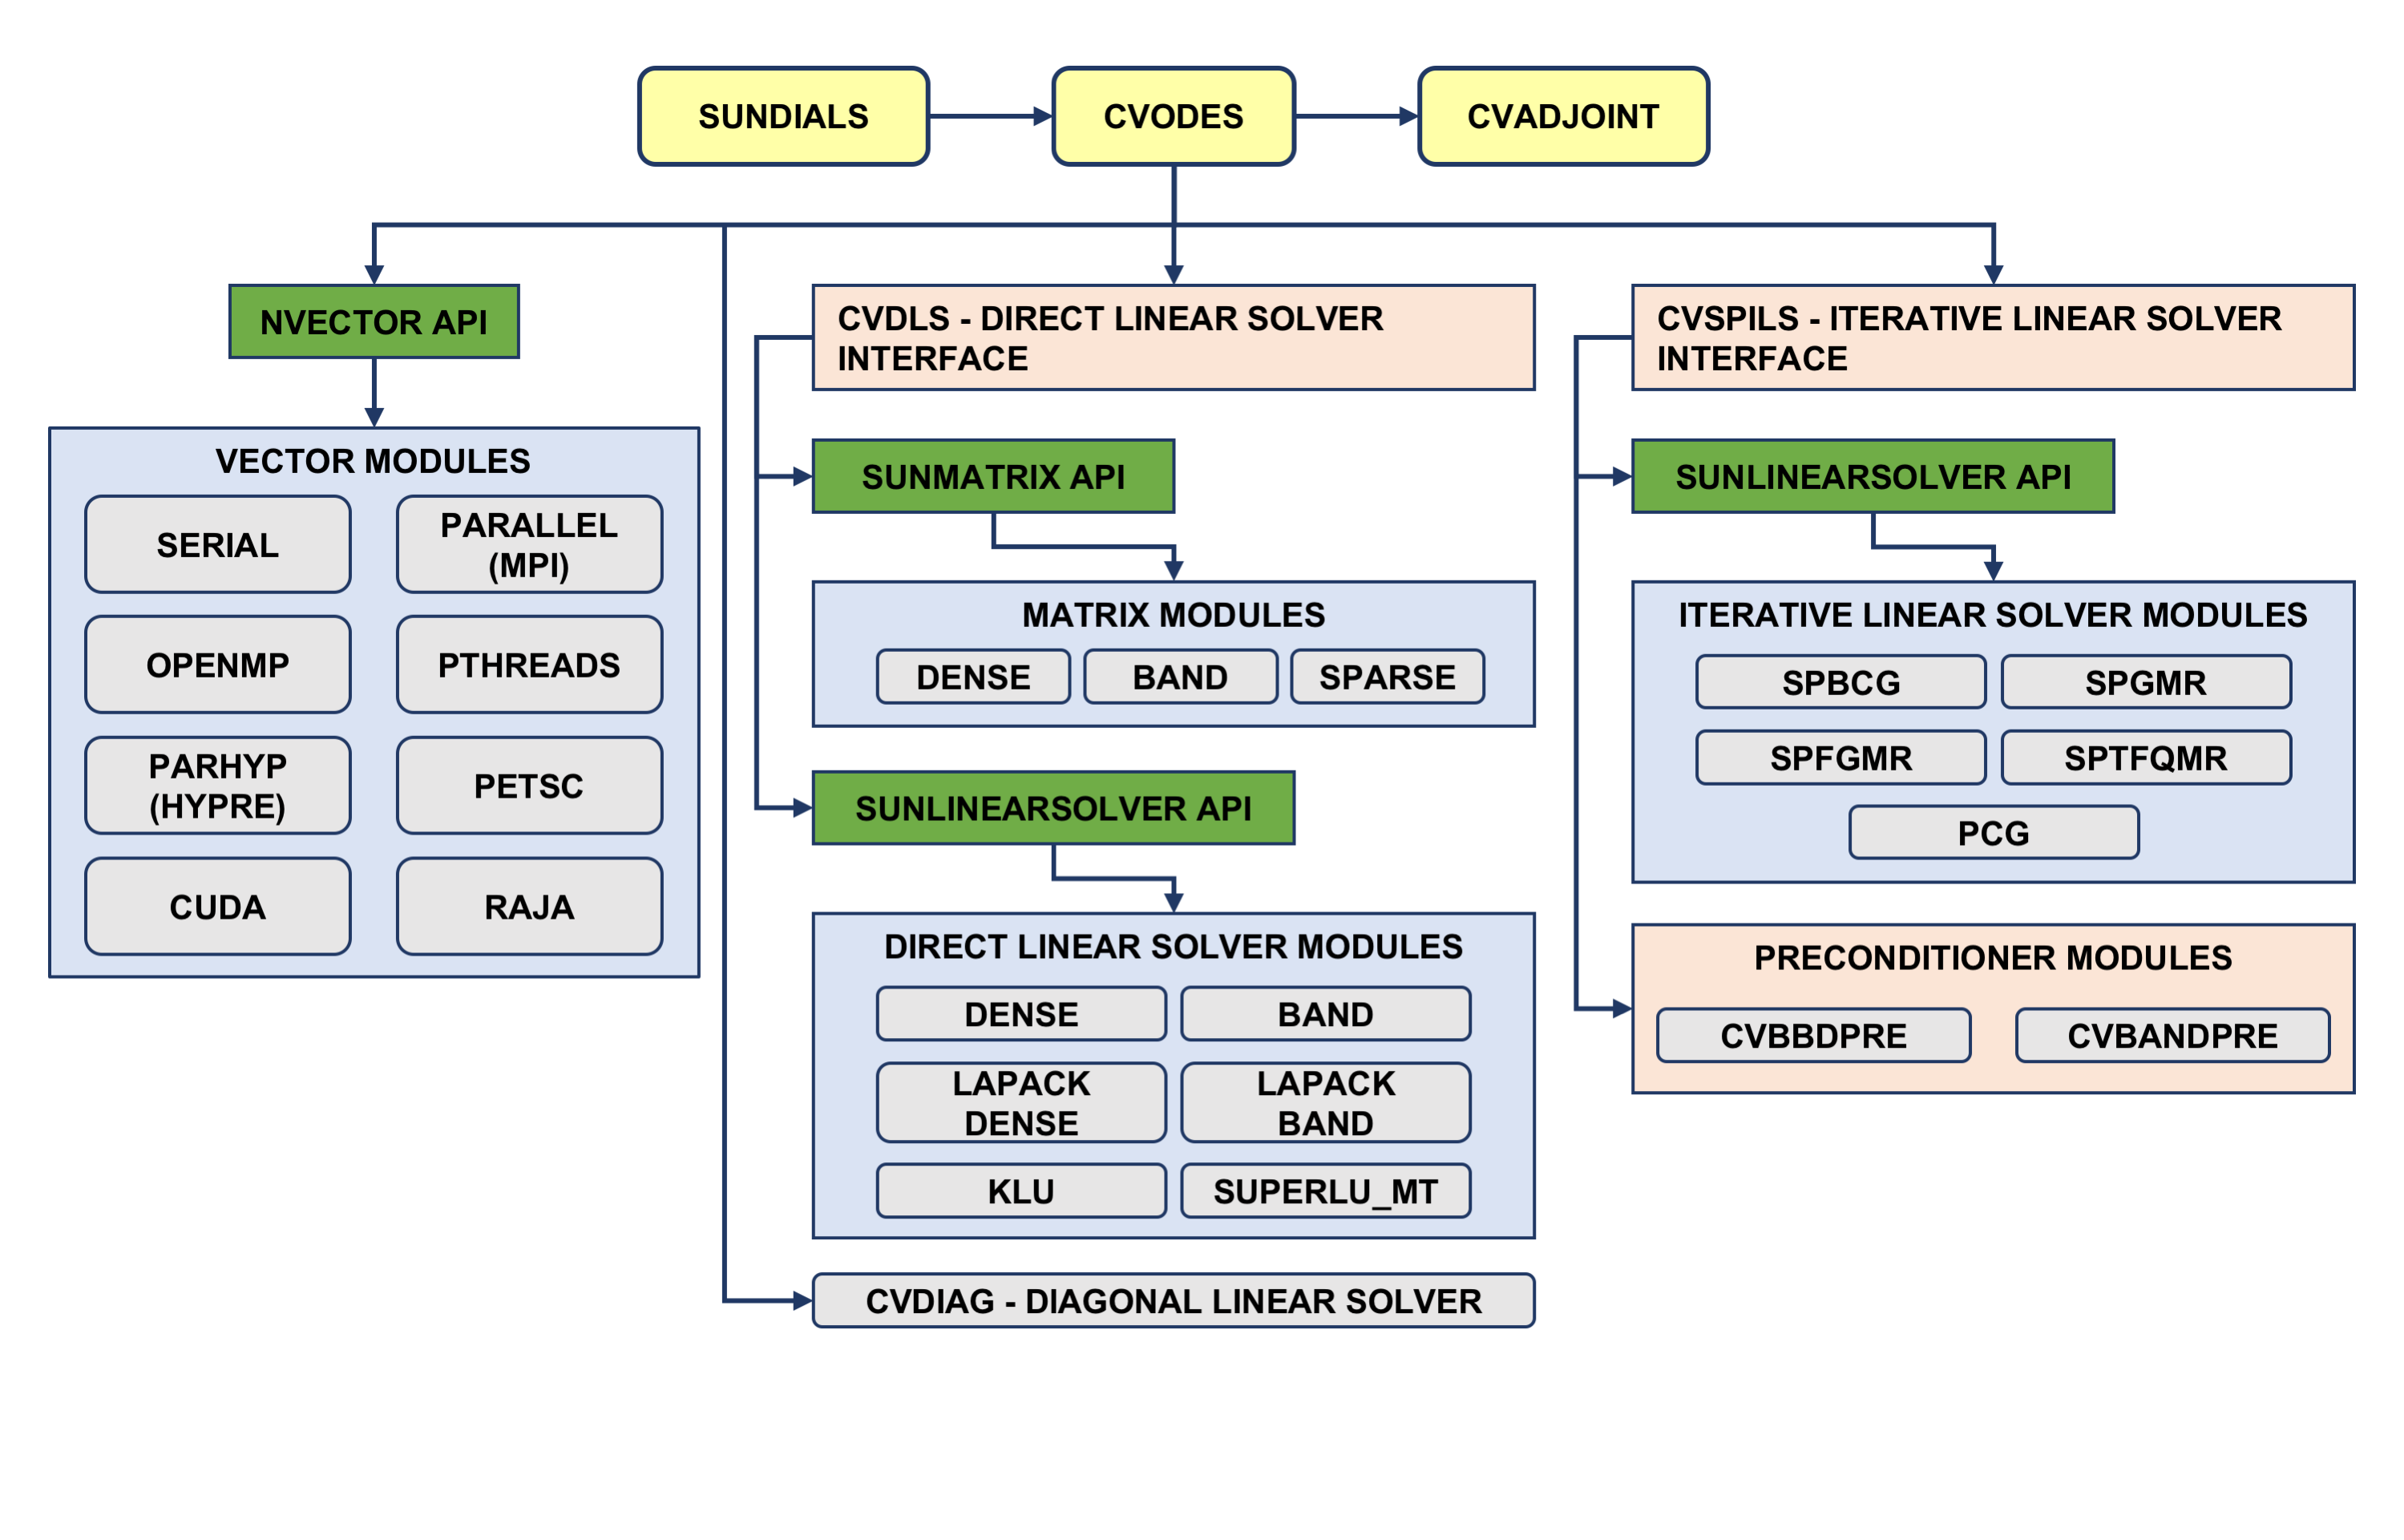 SUNDIALS
CVODES
CVADJOINT
NVECTOR API
VECTOR MODULES
SERIAL
PARALLEL
(MPI)
OPENMP
PTHREADS
PARHYP
(HYPRE)
PETSC
CUDA
RAJA
CVDLS - DIRECT LINEAR SOLVER
INTERFACE
SUNMATRIX API
MATRIX MODULES
DENSE
BAND
SPARSE
SUNLINEARSOLVER API
DIRECT LINEAR SOLVER MODULES
DENSE
BAND
LAPACK
DENSE
LAPACK
BAND
KLU
SUPERLU_MT
CVDIAG - DIAGONAL LINEAR SOLVER
CVSPILS - ITERATIVE LINEAR SOLVER
INTERFACE
SUNLINEARSOLVER API
ITERATIVE LINEAR SOLVER MODULES
SPBCG
SPGMR
SPFGMR
SPTFQMR
PCG
PRECONDITIONER MODULES
CVBBDPRE
CVBANDPRE